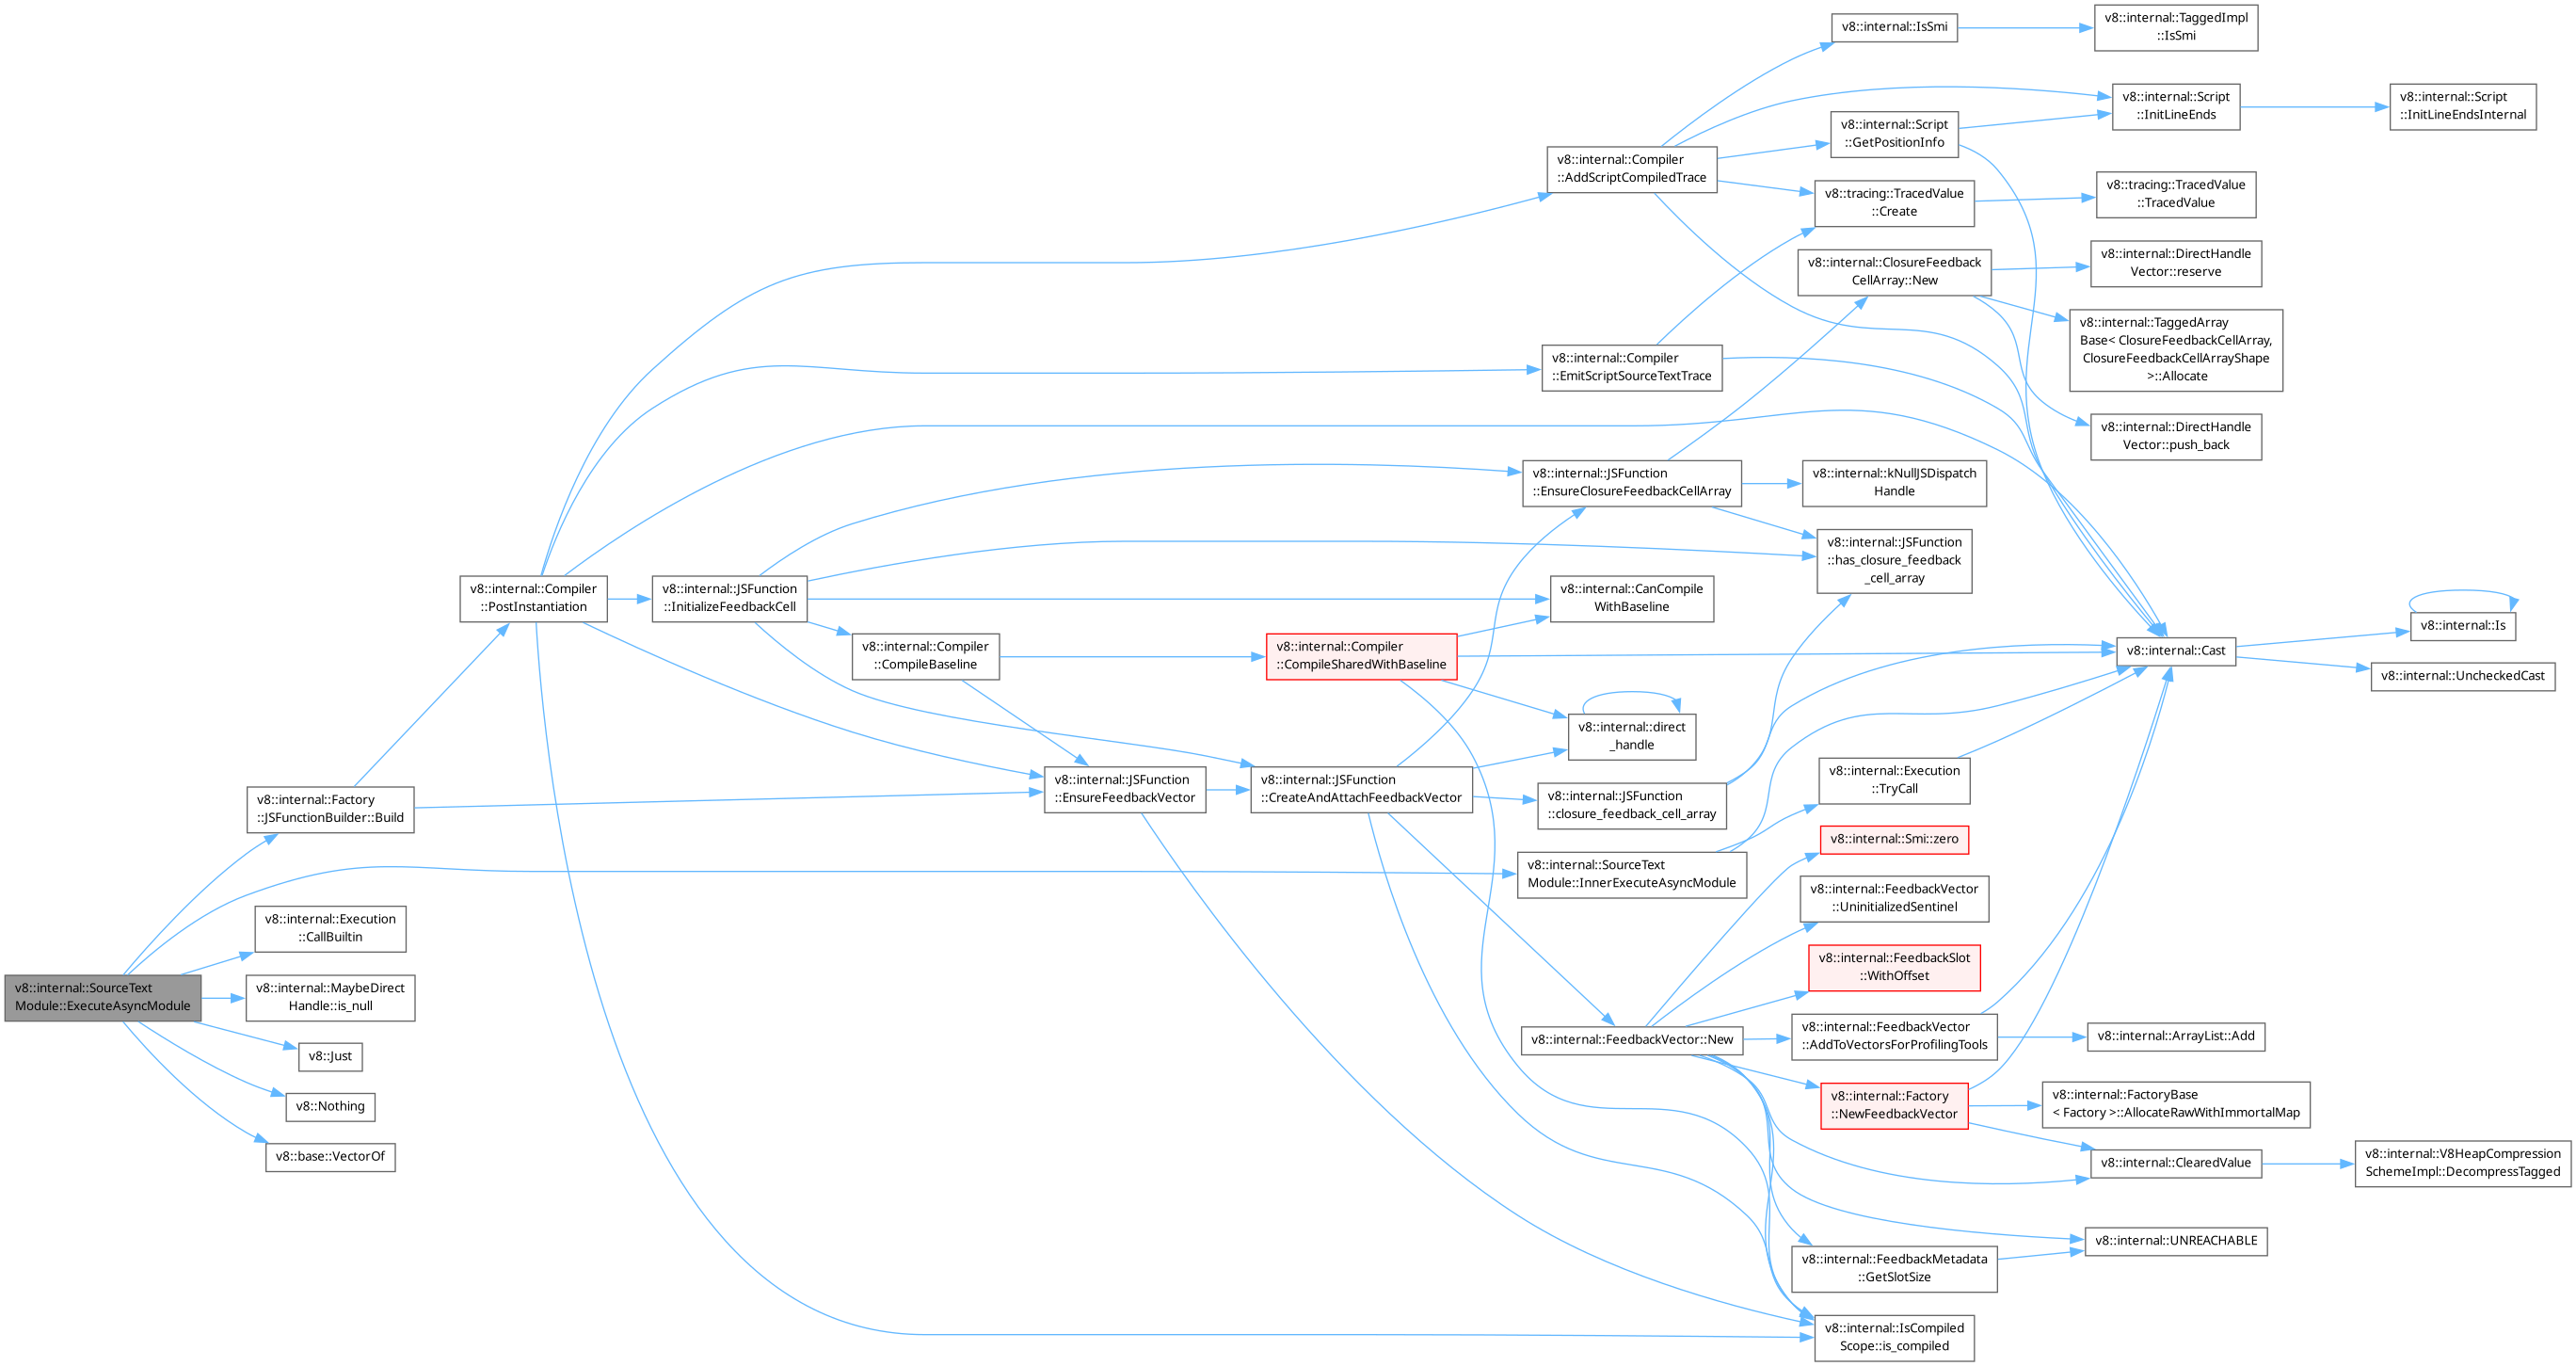 v8::internal::SourceText
Module::ExecuteAsyncModule
v8::internal::Factory
::JSFunctionBuilder::Build
v8::internal::Execution
::CallBuiltin
v8::internal::MaybeDirect
Handle::is_null
v8::Just
v8::Nothing
v8::base::VectorOf
v8::internal::Compiler
::PostInstantiation
v8::internal::JSFunction
::InitializeFeedbackCell
v8::internal::Compiler
::CompileBaseline
v8::internal::JSFunction
::EnsureFeedbackVector
v8::internal::Compiler
::CompileSharedWithBaseline
v8::internal::JSFunction
::CreateAndAttachFeedbackVector
v8::internal::Compiler
::AddScriptCompiledTrace
v8::internal::Compiler
::EmitScriptSourceTextTrace
v8::internal::JSFunction
::EnsureClosureFeedbackCellArray
v8::internal::CanCompile
WithBaseline
v8::internal::direct
_handle
v8::internal::JSFunction
::closure_feedback_cell_array
v8::internal::SourceText
Module::InnerExecuteAsyncModule
v8::internal::FeedbackVector::New
v8::internal::IsSmi
v8::internal::Script
::GetPositionInfo
v8::tracing::TracedValue
::Create
v8::internal::ClosureFeedback
CellArray::New
v8::internal::kNullJSDispatch
Handle
v8::internal::JSFunction
::has_closure_feedback
_cell_array
v8::internal::Execution
::TryCall
v8::internal::Smi::zero
v8::internal::FeedbackVector
::UninitializedSentinel
v8::internal::FeedbackSlot
::WithOffset
v8::internal::FeedbackVector
::AddToVectorsForProfilingTools
v8::internal::Factory
::NewFeedbackVector
v8::internal::FeedbackMetadata
::GetSlotSize
v8::internal::IsCompiled
Scope::is_compiled
v8::internal::TaggedImpl
::IsSmi
v8::internal::Script
::InitLineEnds
v8::tracing::TracedValue
::TracedValue
v8::internal::DirectHandle
Vector::reserve
v8::internal::TaggedArray
Base< ClosureFeedbackCellArray,
ClosureFeedbackCellArrayShape
>::Allocate
v8::internal::DirectHandle
Vector::push_back
v8::internal::Cast
v8::internal::ArrayList::Add
v8::internal::FactoryBase
< Factory >::AllocateRawWithImmortalMap
v8::internal::ClearedValue
v8::internal::UNREACHABLE
v8::internal::Script
::InitLineEndsInternal
v8::internal::Is
v8::internal::UncheckedCast
v8::internal::V8HeapCompression
SchemeImpl::DecompressTagged